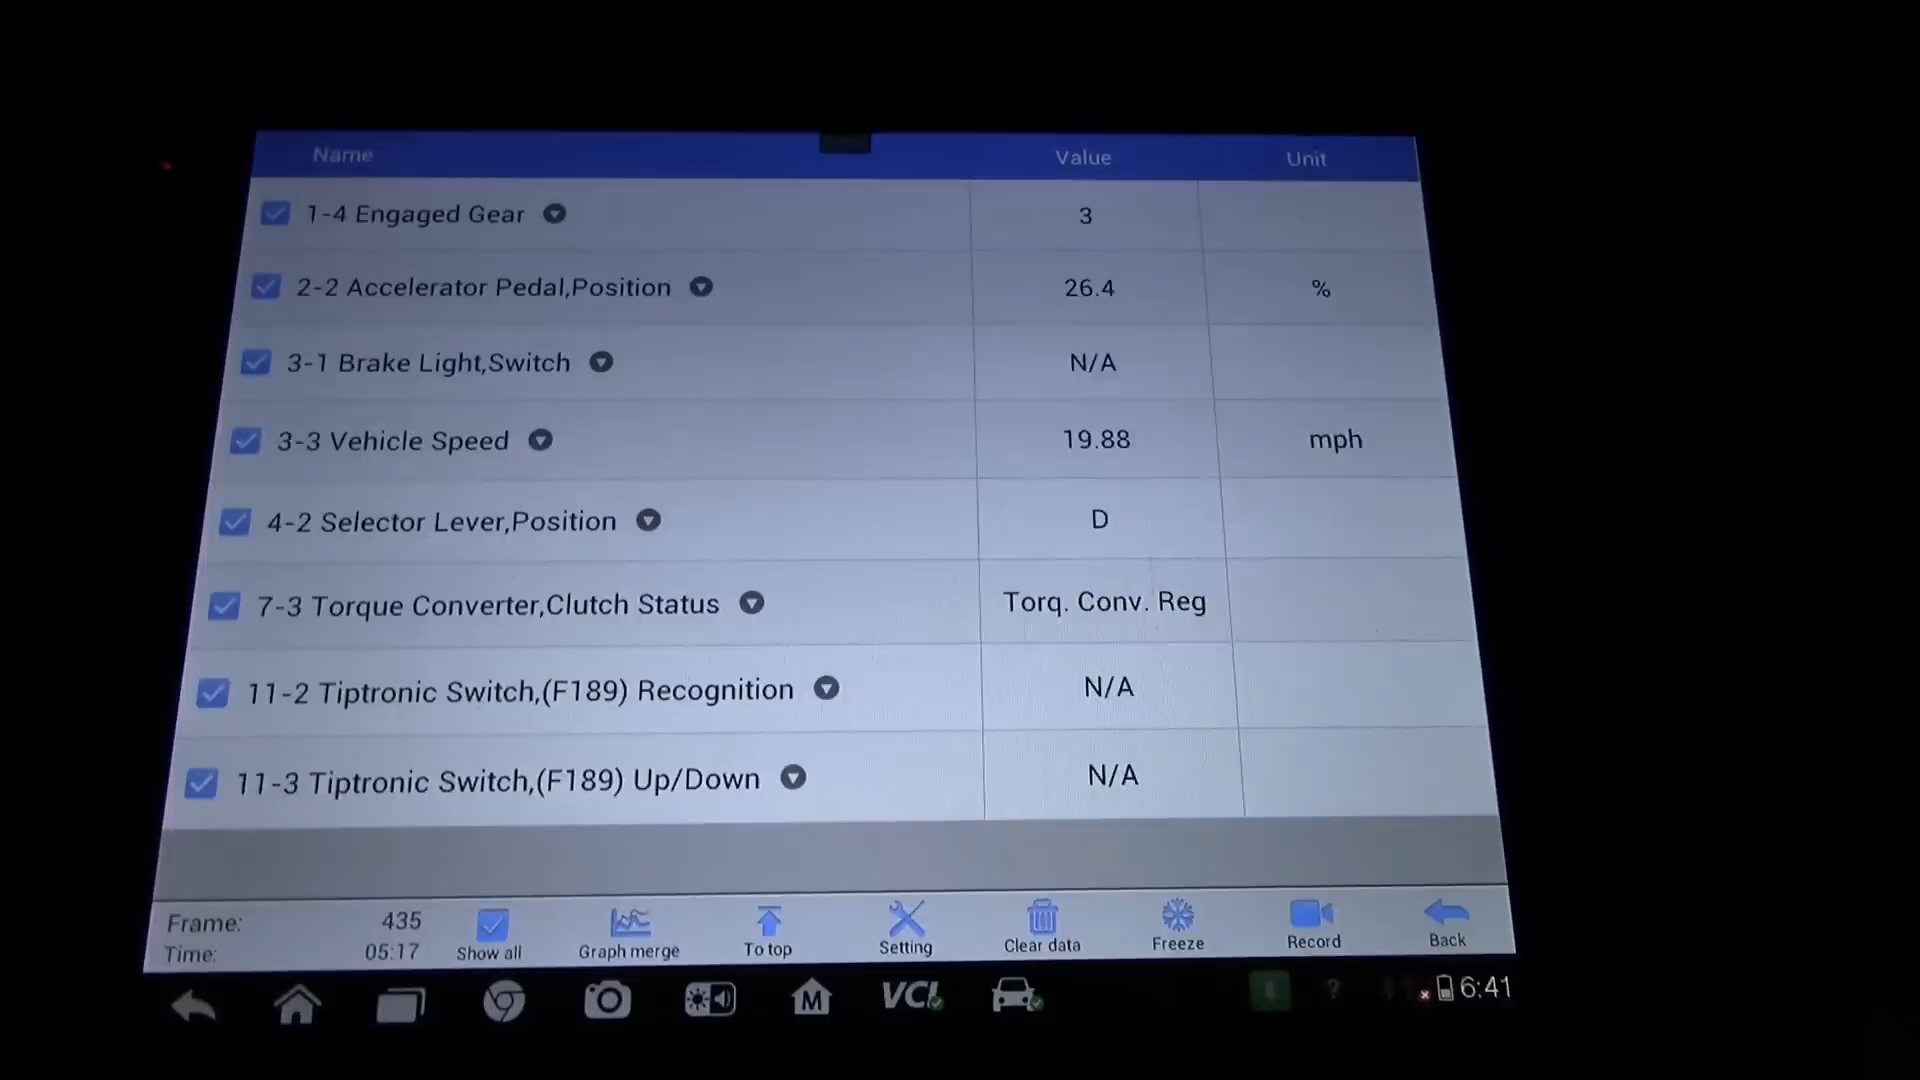 Name Value Unit
1-4 Engaged Gear 3
2-2 Accelerator Pedal,Position 26.4 %
3-1 Brake Light,Switch N/A
3-3 Vehicle Speed 19.88 mph
4-2 Selector Lever,Position D
7-3 Torque Converter,Clutch Status Torq. Conv. Reg
11-2 Tiptronic Switch,(F189) Recognition N/A
11-3 Tiptronic Switch,(F189) Up/Down N/A
Frame: 435
Time: 05:17
Show all Graph merge To top Setting Clear data Freeze Record Back
M VCI ? 6:41